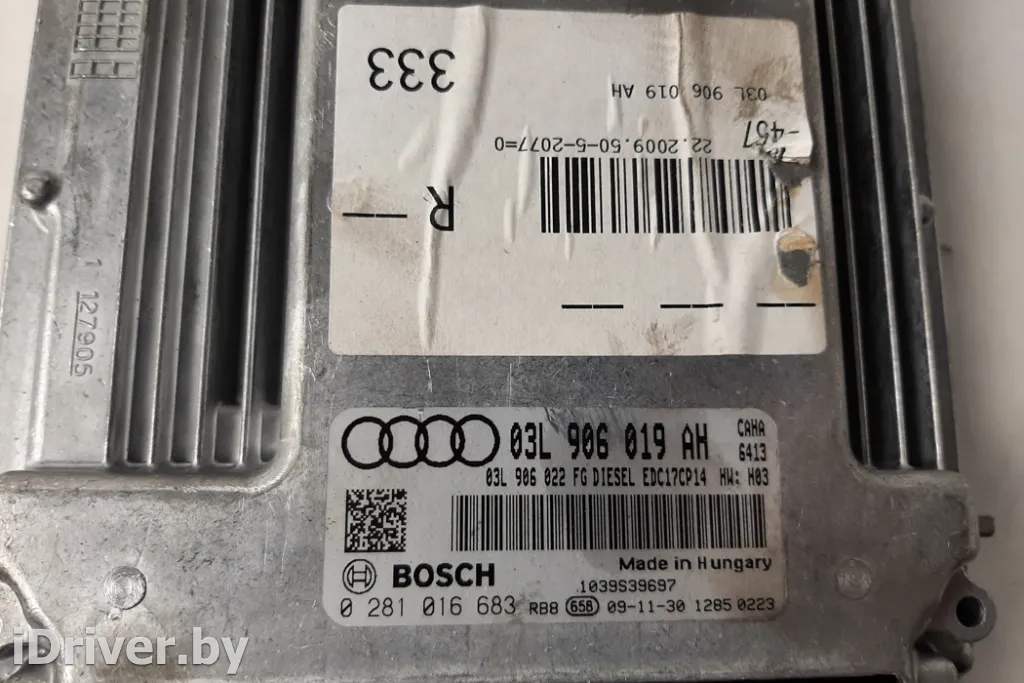 333
03L 906 019 AH
-457
22.2009.50-5-2077=0
R
1 127905
03L 906 019 AH
CAHA
6413
03L 906 022 FG DIESEL EDC17CP14 HW: H03
Made in Hungary
BOSCH
1039S39697
0 281 016 683 RB8 658 09-11-30 1285 0223
iDriver.by